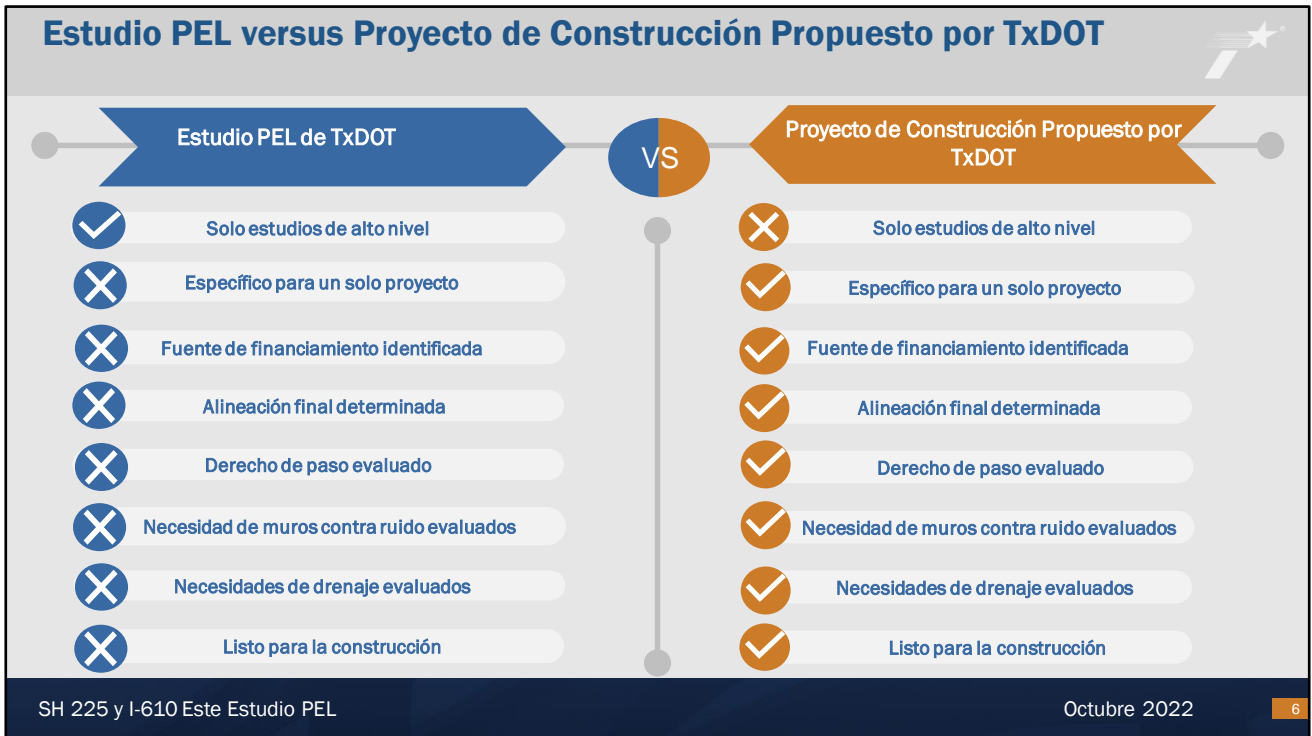 Estudio PEL versus Proyecto de Construcción Propuesto por TxDOT
Estudio PEL de TxDOT
VS
Proyecto de Construcción Propuesto por
TxDOT
Solo estudios de alto nivel
Específico para un solo proyecto
Fuente de financiamiento identificada
Alineación final determinada
Derecho de paso evaluado
Necesidad de muros contra ruido evaluados
Necesidades de drenaje evaluados
Listo para la construcción
Solo estudios de alto nivel
Específico para un solo proyecto
Fuente de financiamiento identificada
Alineación final determinada
Derecho de paso evaluado
Necesidad de muros contra ruido evaluados
Necesidades de drenaje evaluados
Listo para la construcción
SH 225 y I-610 Este Estudio PEL
Octubre 2022
6